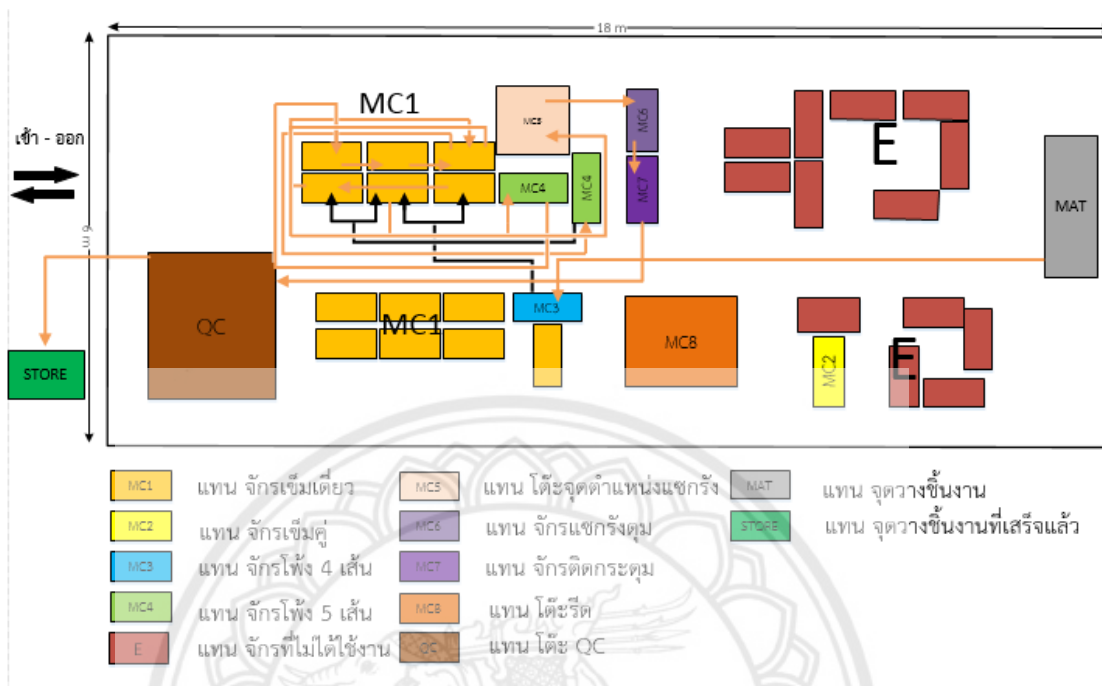 18 m
MC1
MC5
MC6
E
เข้า - ออก
MC4
MC4
MC7
MAT
6 m
QC
MC1
MC3
MC8
MC2
E
STORE
MC1 แทน จักรเข็มเดี่ยว
MC5 แทน โต๊ะจุดตำแหน่งแซกรัง
MAT แทน จุดวางชิ้นงาน
MC2 แทน จักรเข็มคู่
MC6 แทน จักรแซกรังดุม
STORE แทน จุดวางชิ้นงานที่เสร็จแล้ว
MC3 แทน จักรโพ้ง 4 เส้น
MC7 แทน จักรติดกระดุม
MC4 แทน จักรโพ้ง 5 เส้น
MC8 แทน โต๊ะรีด
E แทน จักรที่ไม่ได้ใช้งาน
QC แทน โต๊ะ QC